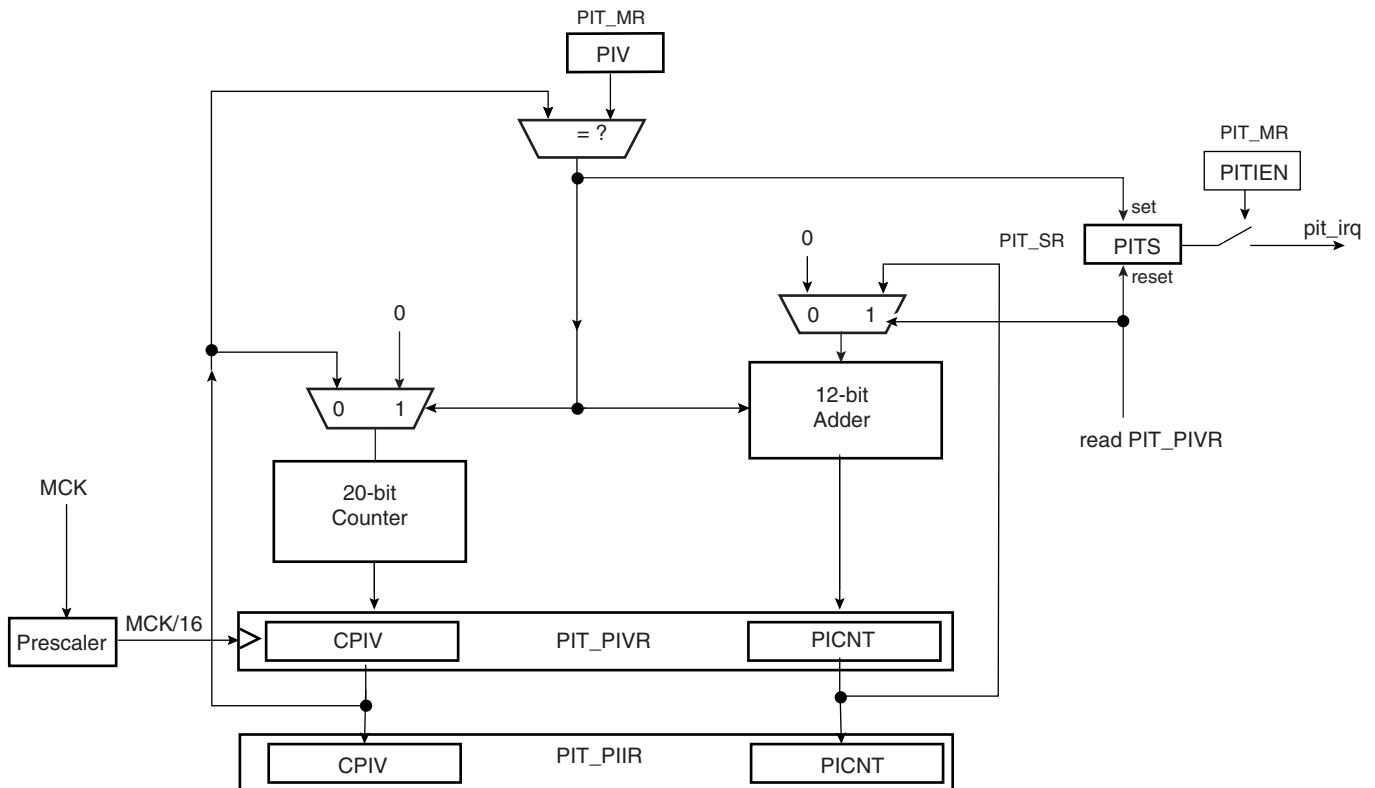 PIT_MR
PIV
= ?
PIT_MR
PITIEN
set
PIT_SR
PITS
pit_irq
reset
0
0 1
0
0 1
12-bit
Adder
read PIT_PIVR
20-bit
Counter
MCK
MCK/16
Prescaler
CPIV
PIT_PIVR
PICNT
CPIV
PIT_PIIR
PICNT